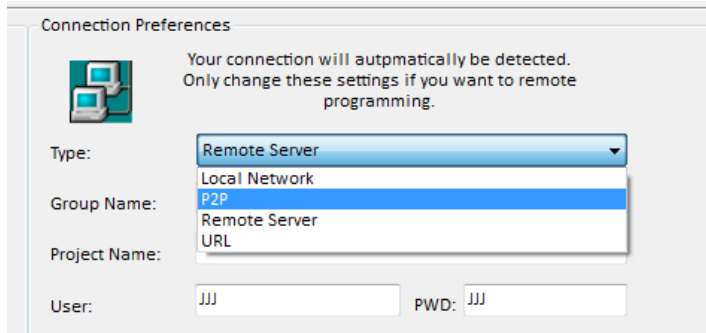 Connection Preferences
Your connection will autpmatically be detected.
Only change these settings if you want to remote
programming.
Type: Remote Server
Local Network
P2P
Group Name:
Remote Server
URL
Project Name:
User: JJJ PWD: JJJ